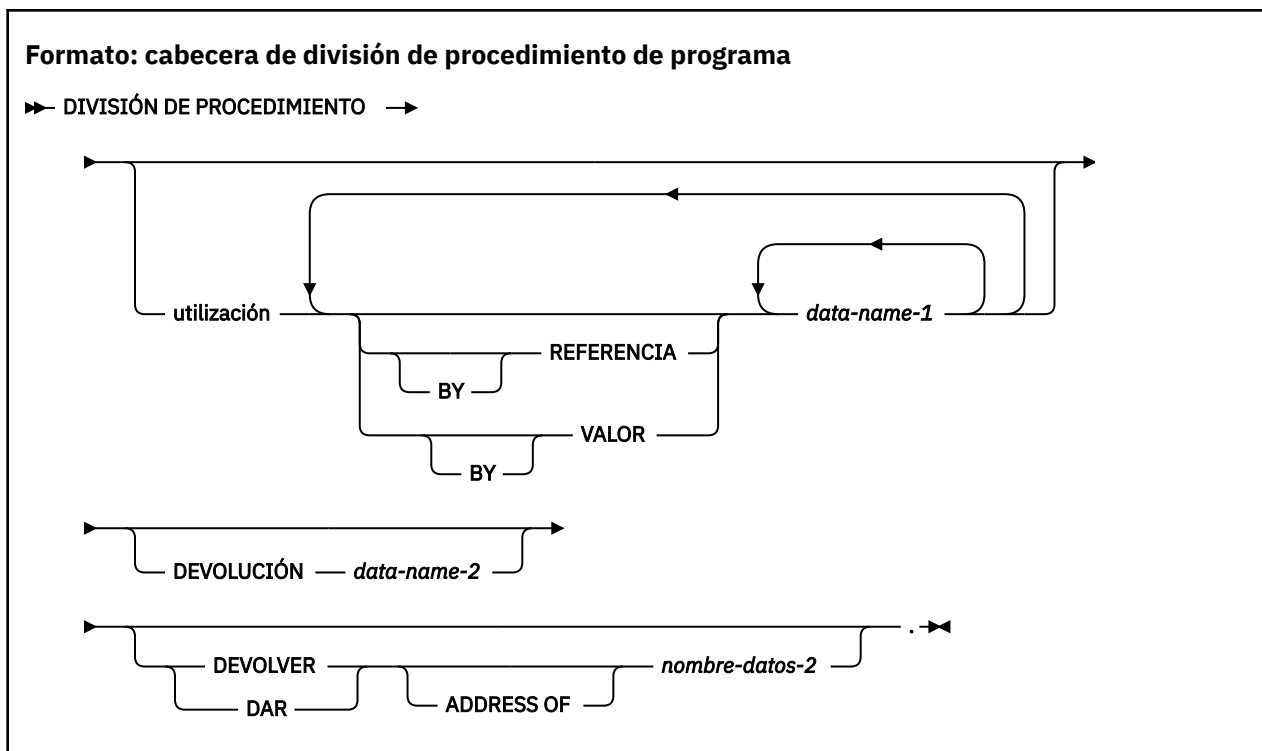 Formato: cabecera de división de procedimiento de programa
DIVISIÓN DE PROCEDIMIENTO
utilización data-name-1
REFERENCIA
BY
VALOR
BY
DEVOLUCIÓN data-name-2
DEVOLVER nombre-datos-2 .
DAR ADDRESS OF